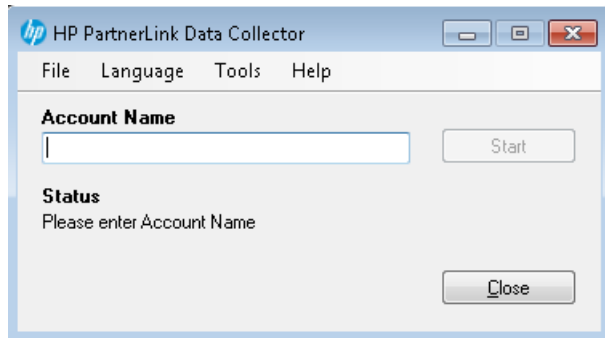 hp HP PartnerLink Data Collector
File Language Tools Help
Account Name
Start
Status
Please enter Account Name
Close